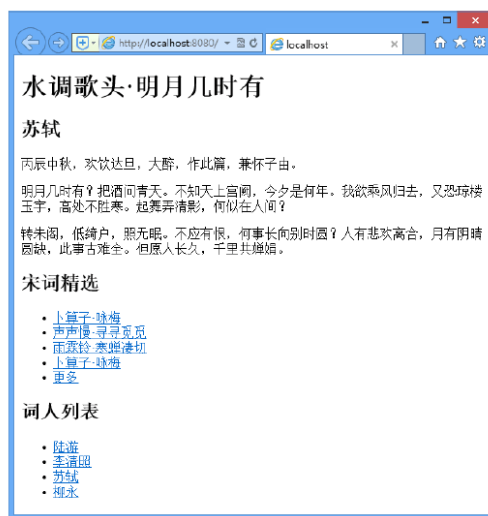 http://localhost:8080/
localhost
水调歌头·明月几时有
苏轼
丙辰中秋，欢饮达旦，大醉，作此篇，兼怀子由。
明月几时有？把酒问青天。不知天上宫阙，今夕是何年。我欲乘风归去，又恐琼楼
玉宇，高处不胜寒。起舞弄清影，何似在人间？
转朱阁，低绮户，照无眠。不应有恨，何事长向别时圆？人有悲欢离合，月有阴晴
圆缺，此事古难全。但愿人长久，千里共婵娟。
宋词精选
• 卜算子·咏梅
• 声声慢·寻寻觅觅
• 雨霖铃·寒蝉凄切
• 卜算子·咏梅
• 更多
词人列表
• 陆游
• 李清照
• 苏轼
• 柳永